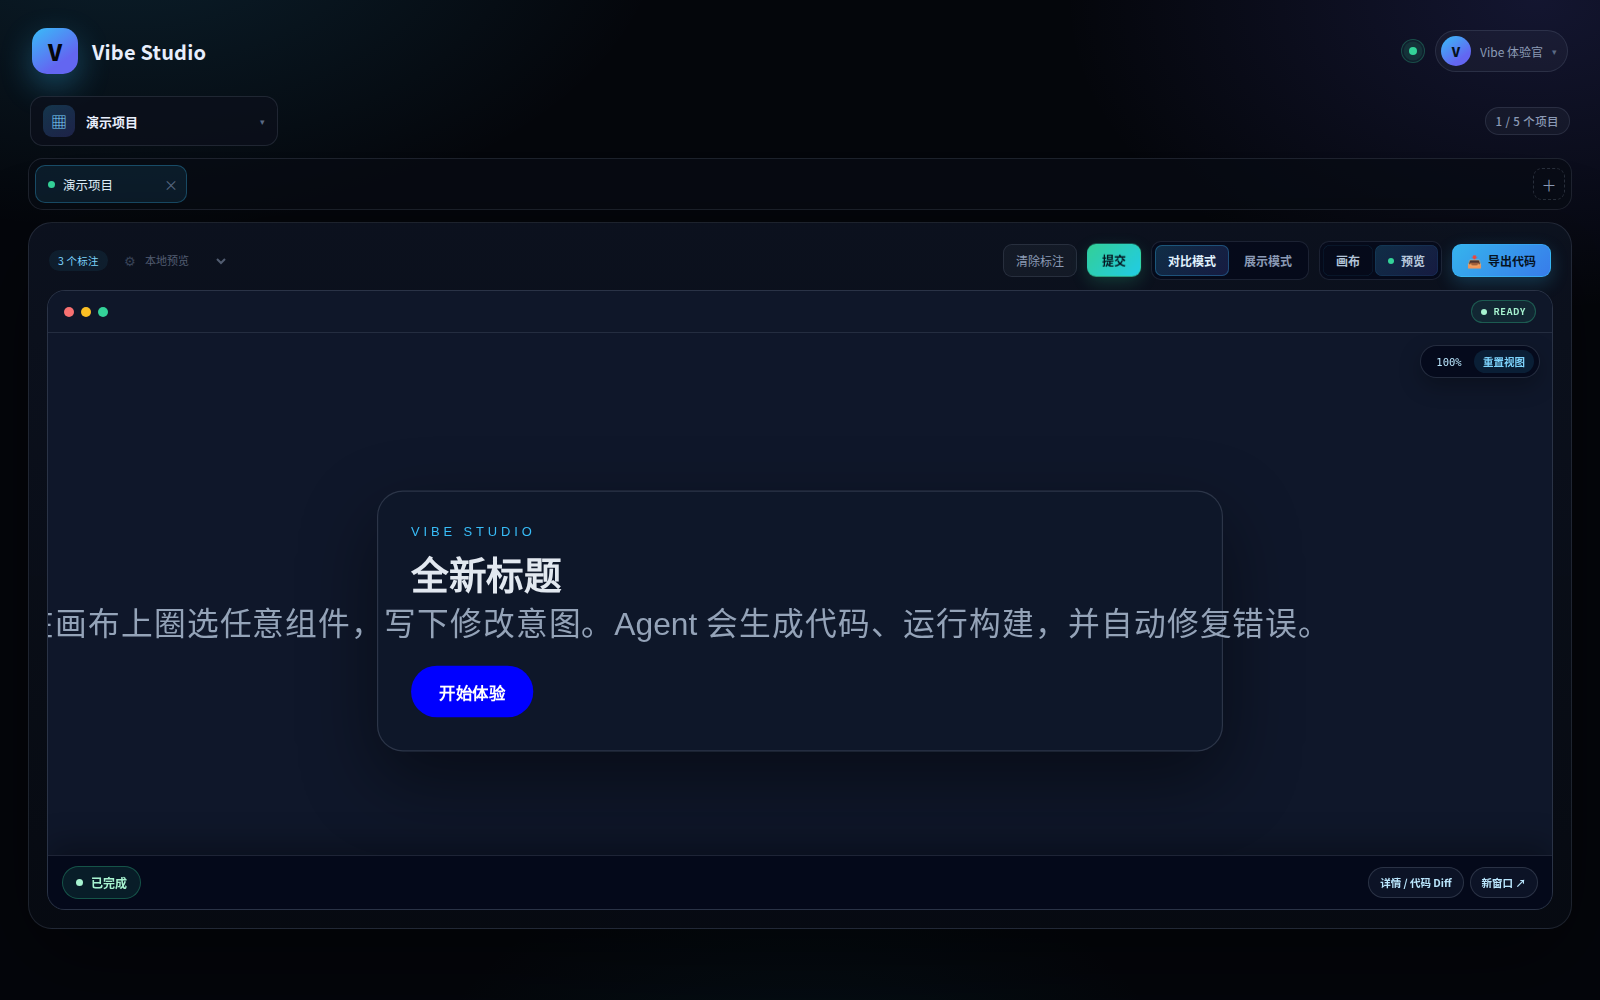 V
Vibe Studio
V
Vibe 体验官
演示项目
1 / 5 个项目
演示项目
3 个标注
本地预览
清除标注
提交
对比模式
展示模式
画布
预览
导出代码
READY
100%
重置视图
VIBE STUDIO
全新标题
画布上圈选任意组件，写下修改意图。Agent 会生成代码、运行构建，并自动修复错误。
开始体验
已完成
详情 / 代码 Diff
新窗口 ↗